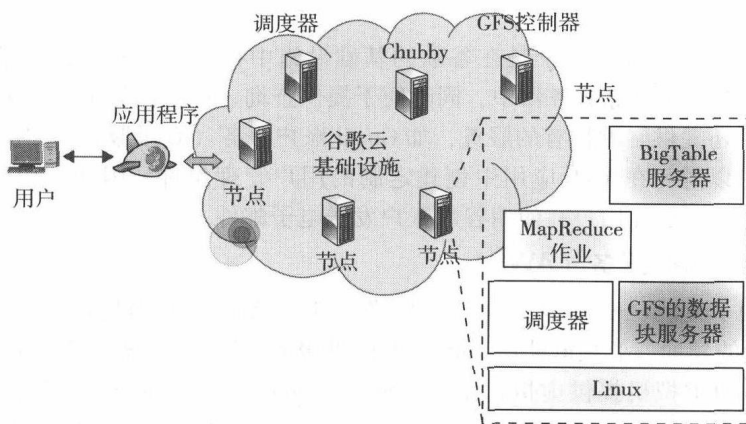 调度器
GFS控制器
Chubby
节点
应用程序
谷歌云
基础设施
用户
节点
节点
节点
BigTable
服务器
MapReduce
作业
调度器
GFS的数据
块服务器
Linux